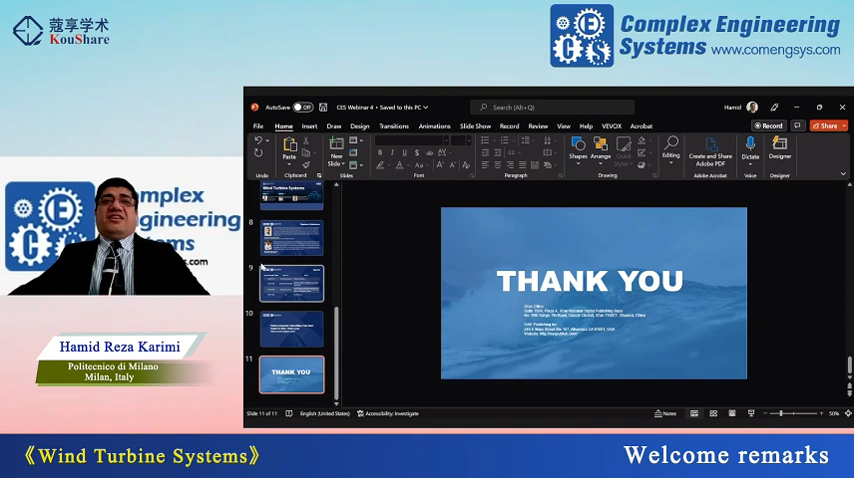 蔻享学术
KouShare
Complex Engineering
Systems www.comengsys.com
AutoSave Off
CES Webinar 4 • Saved to this PC
Search (Alt+Q)
Hamid
File Home Insert Draw Design Transitions Animations Slide Show Record Review View Help VEVOX Acrobat
Record Share
Paste
New
Slide
Shapes Arrange Quick
Styles
Editing
Create and Share
Adobe PDF
Dictate Designer
Undo Clipboard Slides Font Paragraph Drawing Adobe Acrobat Voice Designer
Wind Turbine Systems
8
9
10
11
THANK YOU
THANK YOU
Slide 11 of 11 English (United States) Accessibility: Investigate Notes 50%
Engineering
Hamid Reza Karimi
Politecnico di Milano
Milan, Italy
《Wind Turbine Systems》
Welcome remarks